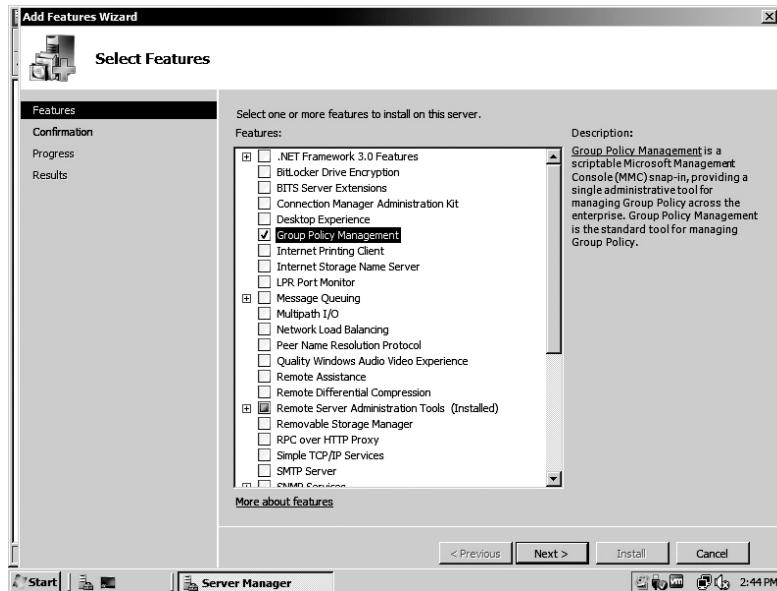 Add Features Wizard
Select Features
Features
Confirmation
Progress
Results
Select one or more features to install on this server.
Features:
.NET Framework 3.0 Features
BitLocker Drive Encryption
BITS Server Extensions
Connection Manager Administration Kit
Desktop Experience
Group Policy Management
Internet Printing Client
Internet Storage Name Server
LPR Port Monitor
Message Queuing
Multipath I/O
Network Load Balancing
Peer Name Resolution Protocol
Quality Windows Audio Video Experience
Remote Assistance
Remote Differential Compression
Remote Server Administration Tools (Installed)
Removable Storage Manager
RPC over HTTP Proxy
Simple TCP/IP Services
SMTP Server
SNMP Services
More about features
Description:
Group Policy Management is a
scriptable Microsoft Management
Console (MMC) snap-in, providing a
single administrative tool for
managing Group Policy across the
enterprise. Group Policy Management
is the standard tool for managing
Group Policy.
< Previous
Next >
Install
Cancel
Start
Server Manager
2:44 PM